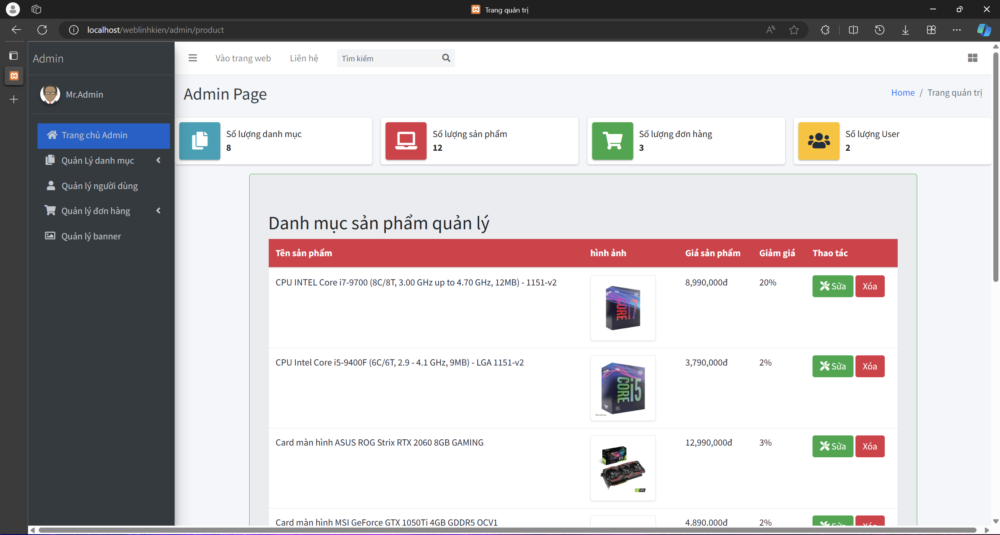 Trang quản trị
localhost/weblinhkien/admin/product
Admin
Vào trang web
Liên hệ
Tìm kiếm
Mr.Admin
Admin Page
Home / Trang quản trị
Trang chủ Admin
Quản Lý danh mục
Quản lý người dùng
Quản lý đơn hàng
Quản lý banner
Số lượng danh mục
8
Số lượng sản phẩm
12
Số lượng đơn hàng
3
Số lượng User
2
Danh mục sản phẩm quản lý
Tên sản phẩm hình ảnh Giá sản phẩm Giảm giá Thao tác
CPU INTEL Core i7-9700 (8C/8T, 3.00 GHz up to 4.70 GHz, 12MB) - 1151-v2 8,990,000đ 20% Sửa Xóa
CORE i7
CPU Intel Core i5-9400F (6C/6T, 2.9 - 4.1 GHz, 9MB) - LGA 1151-v2 3,790,000đ 2% Sửa Xóa
CORE i5
Card màn hình ASUS ROG Strix RTX 2060 8GB GAMING 12,990,000đ 3% Sửa Xóa
Card màn hình MSI GeForce GTX 1050Ti 4GB GDDR5 OCV1 4,890,000đ 2% Sửa Xóa